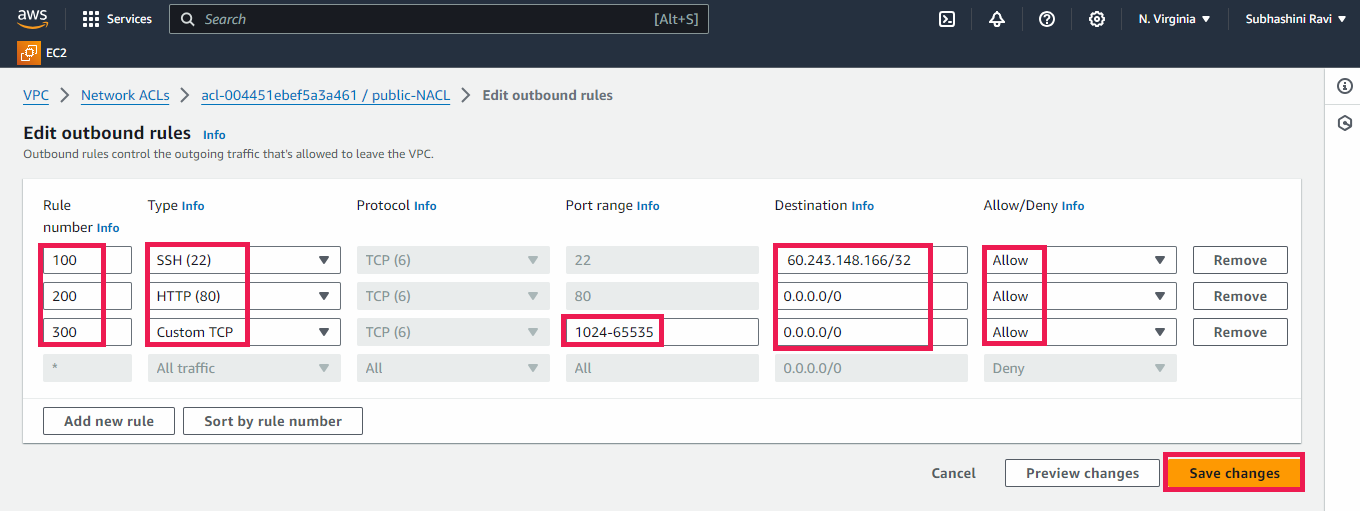 aws Services Search [Alt+S] N. Virginia Subhashini Ravi
EC2
VPC Network ACLs acl-004451ebef5a3a461 / public-NACL Edit outbound rules
Edit outbound rules Info
Outbound rules control the outgoing traffic that's allowed to leave the VPC.
Rule number Info Type Info Protocol Info Port range Info Destination Info Allow/Deny Info
100 SSH (22) TCP (6) 22 60.243.148.166/32 Allow Remove
200 HTTP (80) TCP (6) 80 0.0.0.0/0 Allow Remove
300 Custom TCP TCP (6) 1024-65535 0.0.0.0/0 Allow Remove
* All traffic All All 0.0.0.0/0 Deny
Add new rule Sort by rule number
Cancel Preview changes Save changes